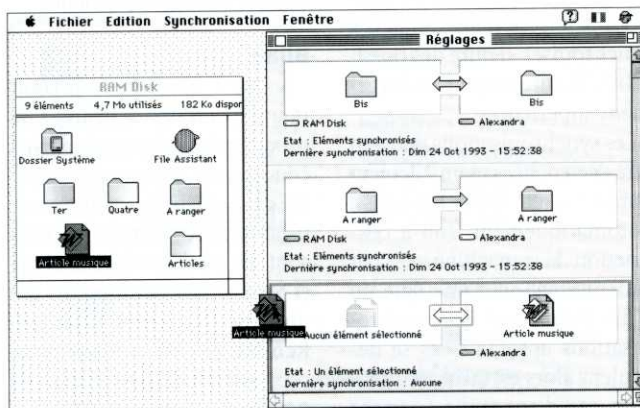 Fichier Edition Synchronisation Fenêtre
RAM Disk
9 éléments 4,7 Mo utilisés 182 Ko dispor
Dossier Système
File Assistant
Ter
Quatre
A ranger
Article musique
Articles
Réglages
Bis
Bis
RAM Disk
Alexandra
Etat : Eléments synchronisés
Dernière synchronisation : Dim 24 Oct 1993 - 15:52:38
A ranger
A ranger
RAM Disk
Alexandra
Etat : Eléments synchronisés
Dernière synchronisation : Dim 24 Oct 1993 - 15:52:38
Article musique
Aucun élément sélectionné
Article musique
Alexandra
Etat : Un élément sélectionné
Dernière synchronisation : Aucune